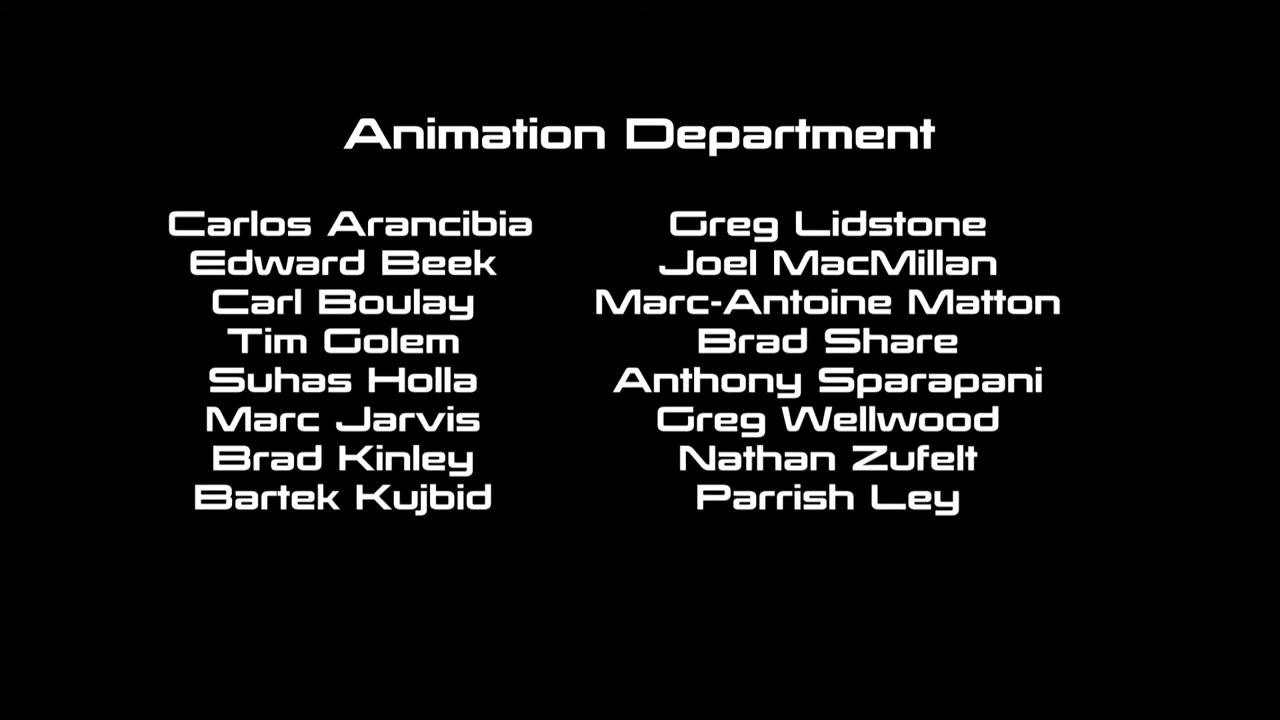 Animation Department
Carlos Arancibia
Edward Beek
Carl Boulay
Tim Golem
Suhas Holla
Marc Jarvis
Brad Kinley
Bartek Kujbid
Greg Lidstone
Joel MacMillan
Marc-Antoine Matton
Brad Share
Anthony Sparapani
Greg Wellwood
Nathan Zufelt
Parrish Ley